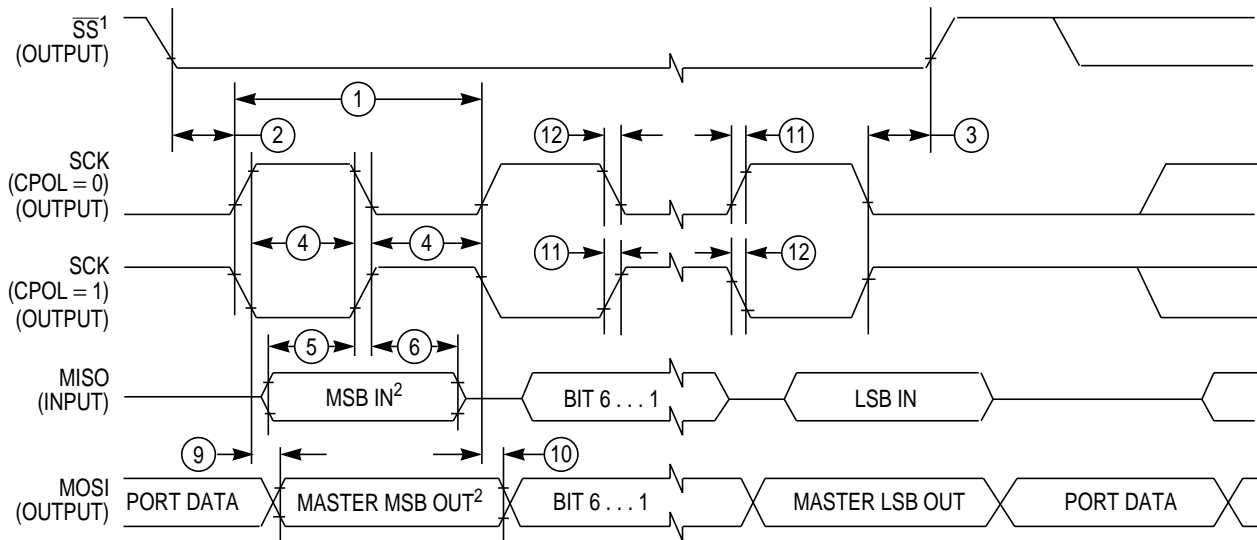 SS1
(OUTPUT)
1
2
12
11
3
SCK
(CPOL = 0)
(OUTPUT)
4
4
11
12
SCK
(CPOL = 1)
(OUTPUT)
5
6
MISO
(INPUT)
MSB IN2
BIT 6 . . . 1
LSB IN
9
10
MOSI
(OUTPUT)
PORT DATA
MASTER MSB OUT2
BIT 6 . . . 1
MASTER LSB OUT
PORT DATA